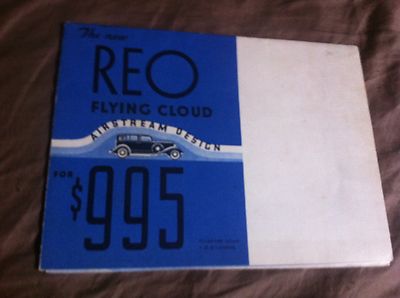 The new
REO
FLYING CLOUD
AIRSTREAM DESIGN
FOR
$995